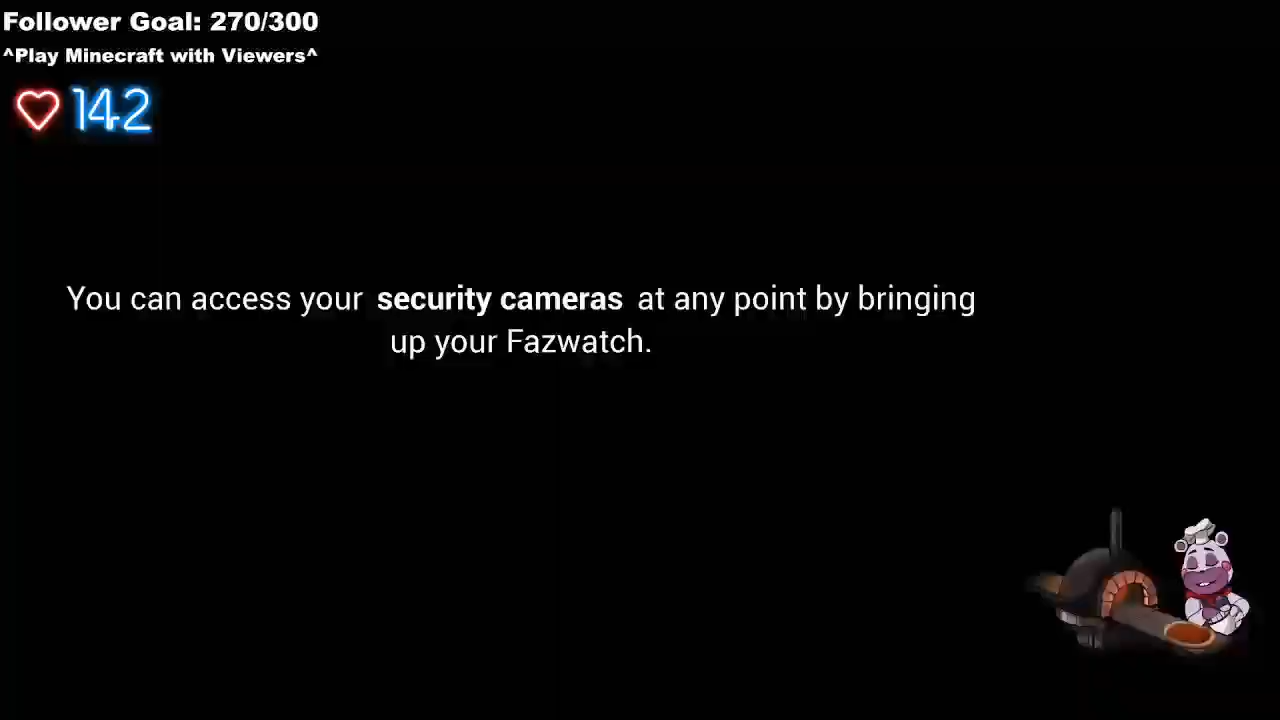 Follower Goal: 270/300
^Play Minecraft with Viewers^
142
You can access your security cameras at any point by bringing
up your Fazwatch.